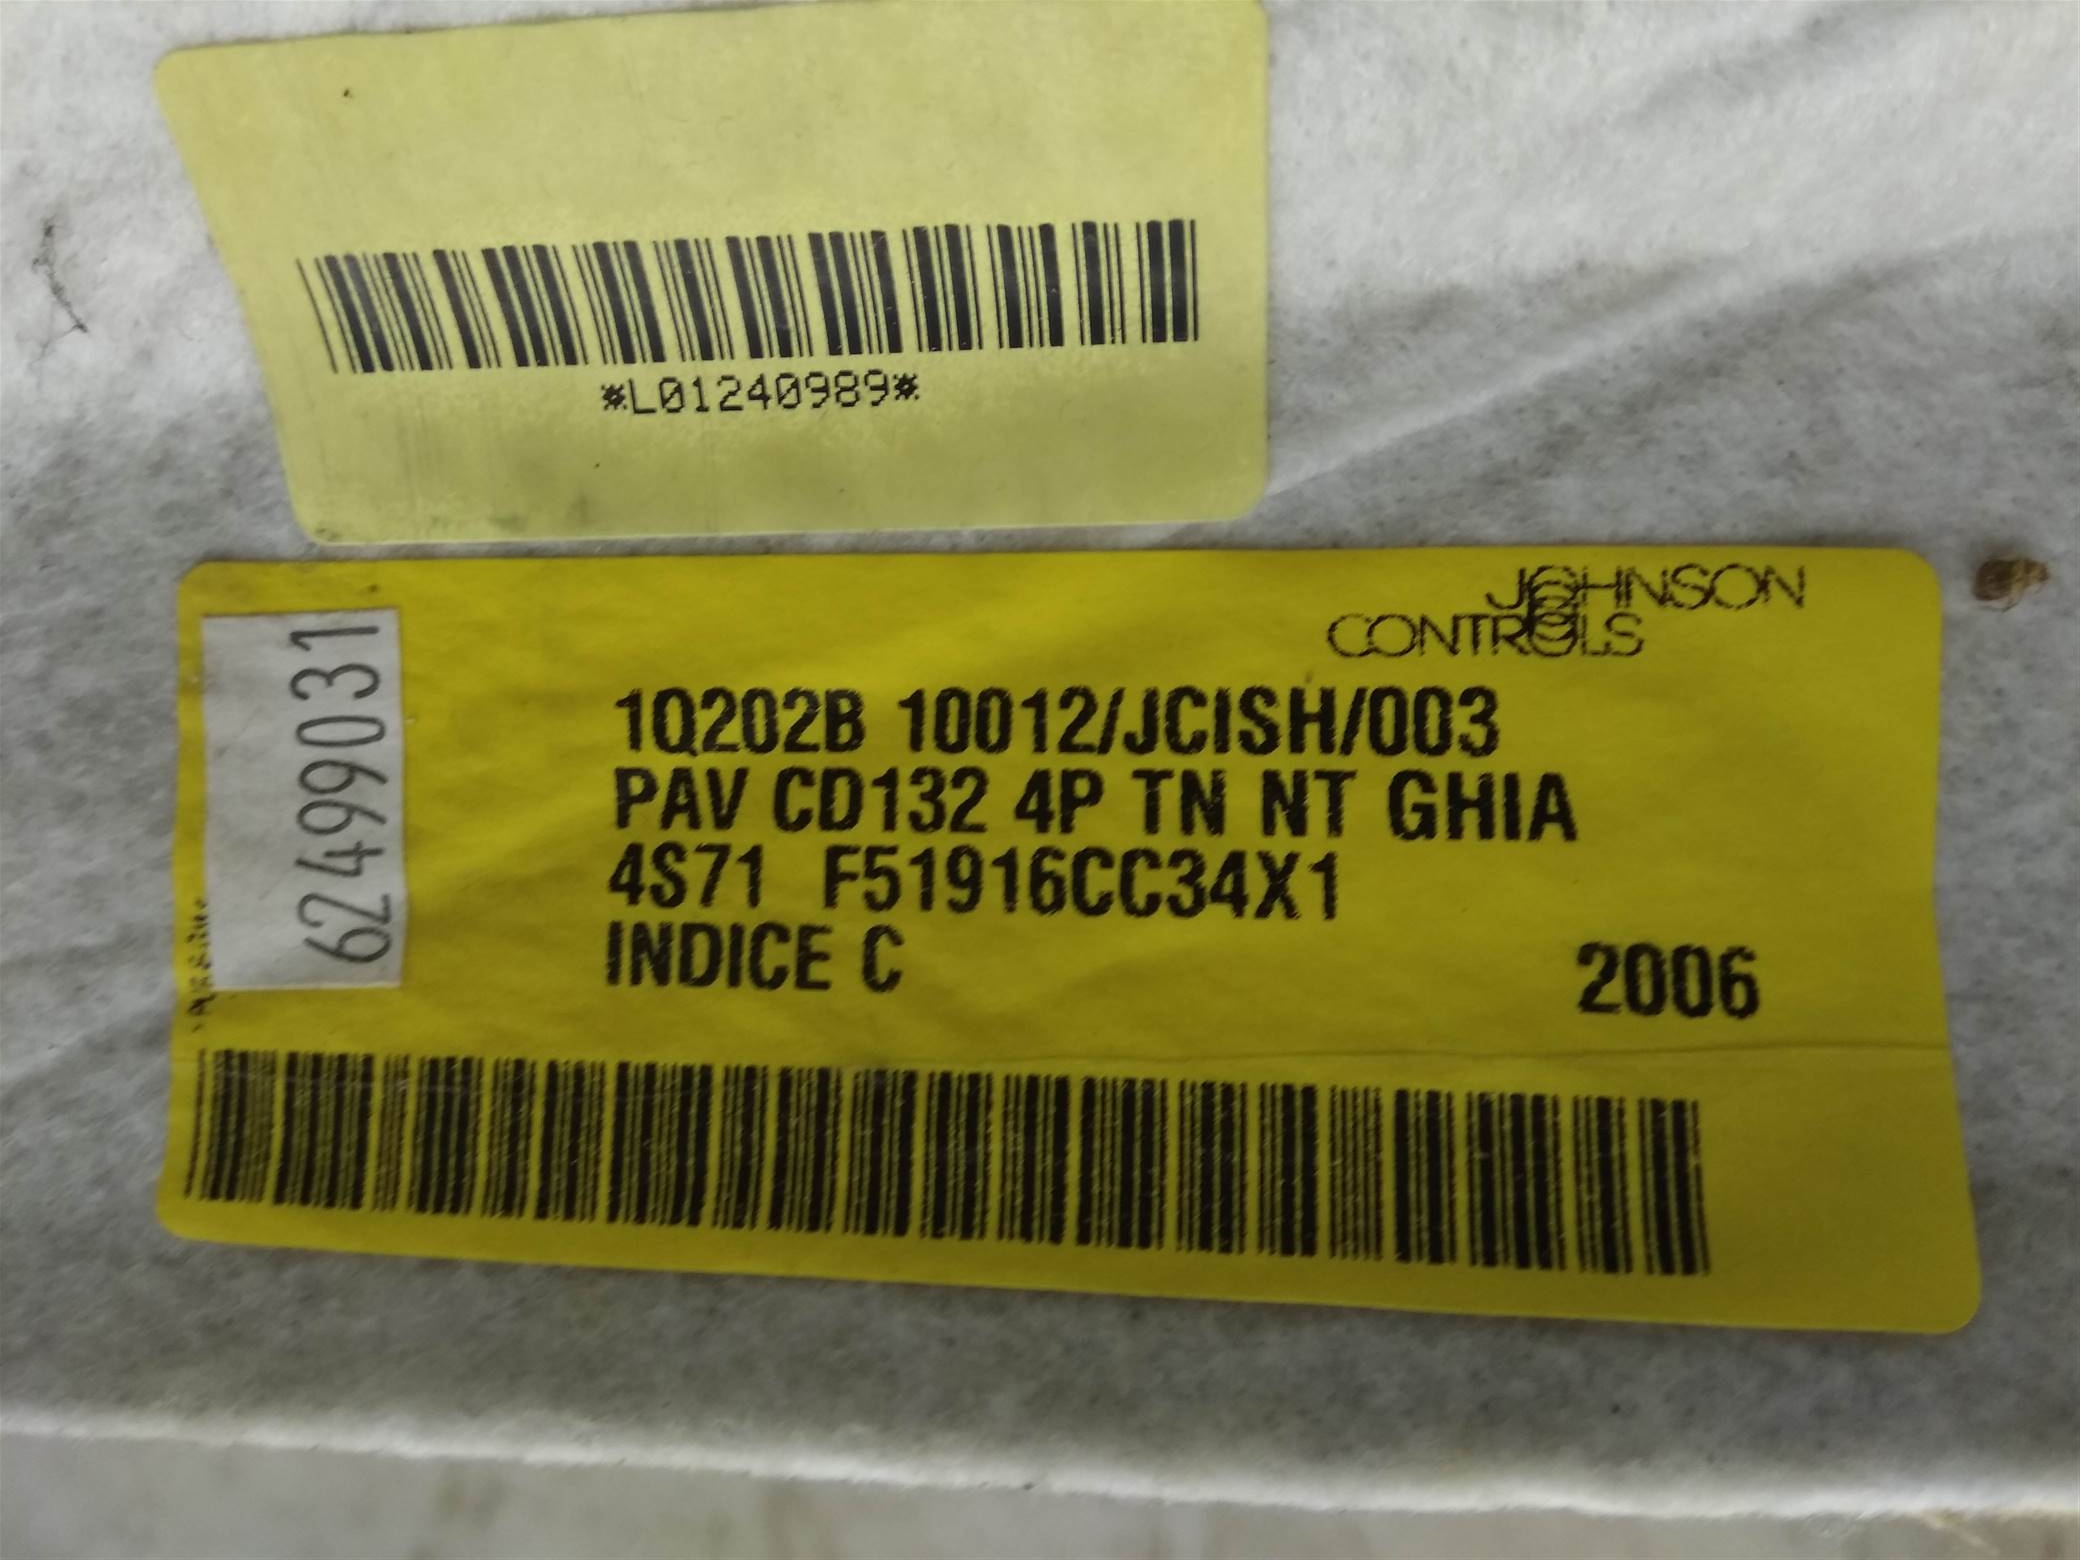 *L01240989*
JOHNSON
CONTROLS
62499031
1Q202B 10012/JCISH/003
PAV CD132 4P TN NT GHIA
4S71 F51916CC34X1
INDICE C
2006